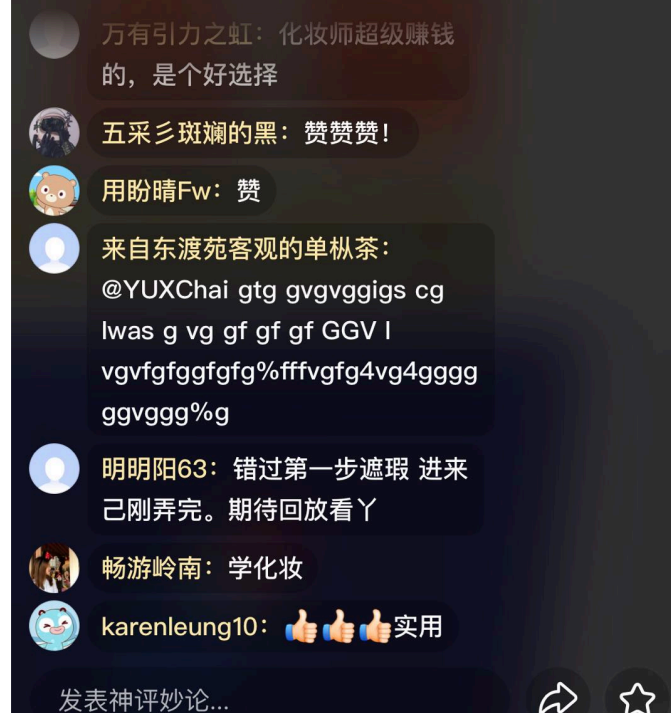 万有引力之虹：化妆师超级赚钱
的，是个好选择
五采彡斑斓的黑：赞赞赞！
用盼晴Fw：赞
来自东渡苑客观的单枞茶：
@YUXChai gtg gvgvggigs cg
lwas g vg gf gf gf GGV l
vgvfgfggfgfg%fffvgfg4vg4gggg
ggvggg%g
明明阳63：错过第一步遮瑕 进来
己刚弄完。期待回放看丫
畅游岭南：学化妆
karenleung10：👍👍👍实用
发表神评妙论...